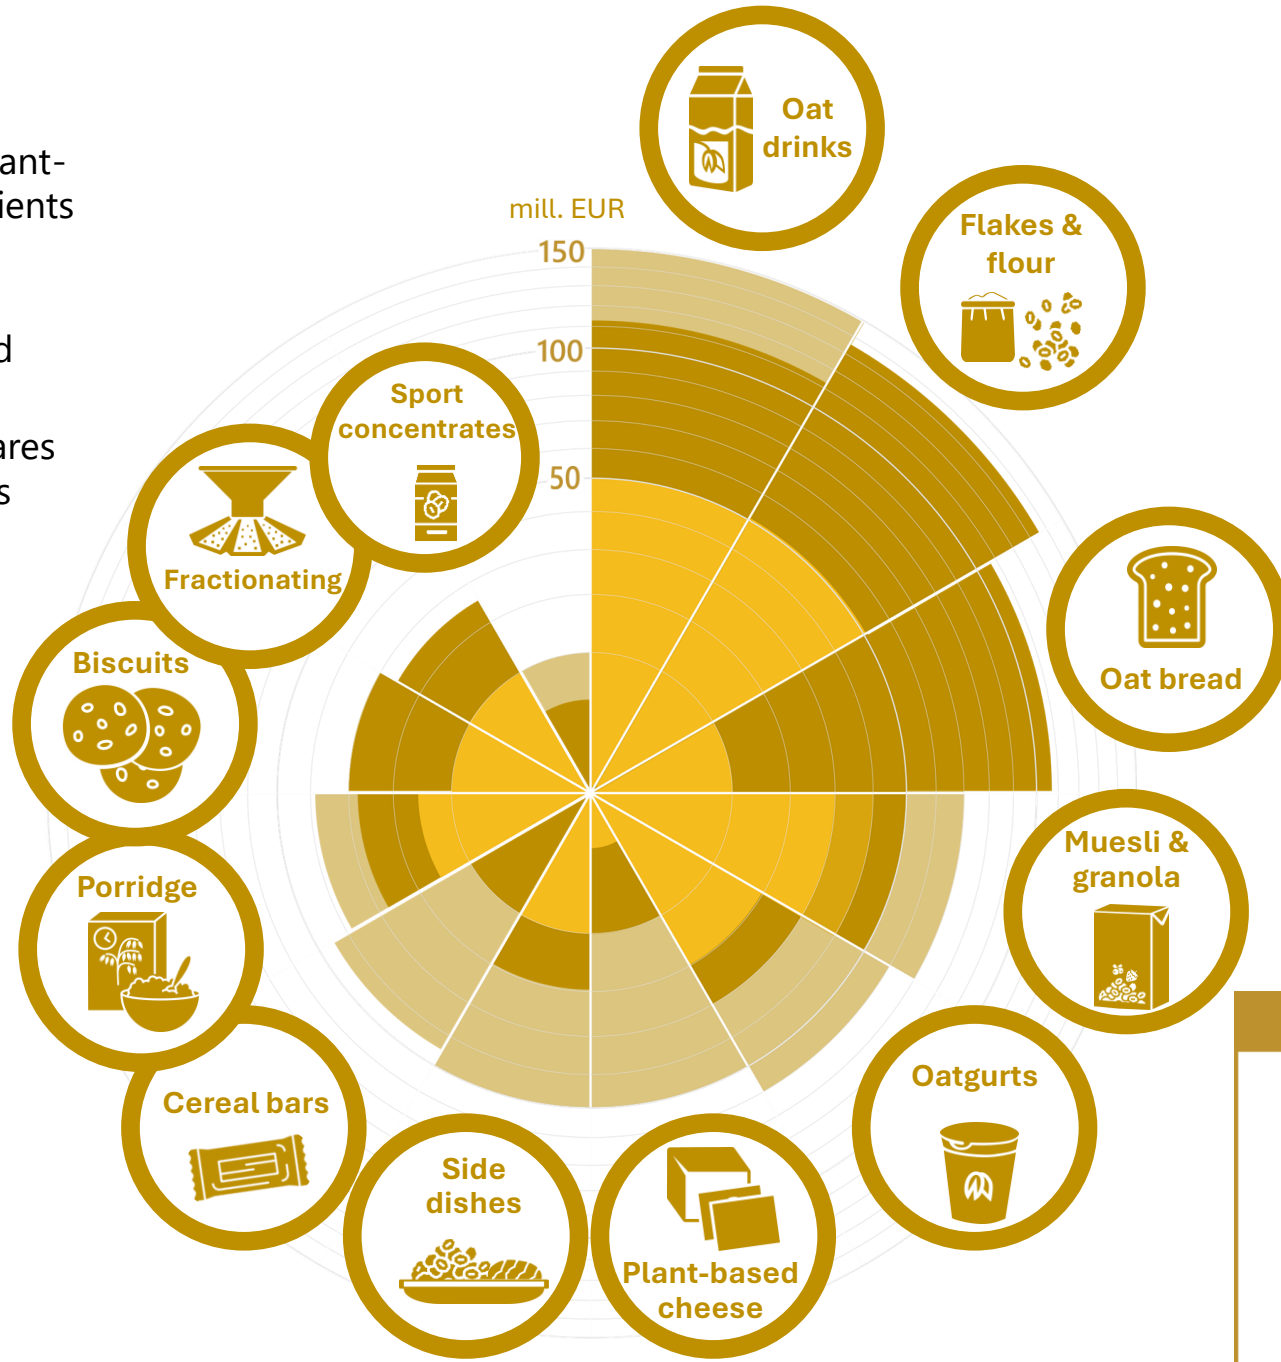 ant-
ients
d
ares
s
mill. EUR
150
100
50
Oat
drinks
Flakes &
flour
Oat bread
Muesli &
granola
Oatgurts
Plant-based
cheese
Side
dishes
Cereal bars
Porridge
Biscuits
Fractionating
Sport
concentrates